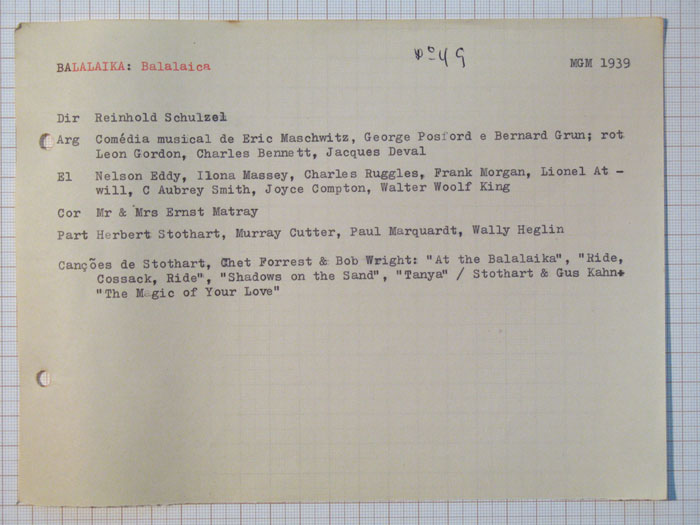 BALALAIKA: Balalaica
MGM 1939
Dir Reinhold Schulzel
Arg Comédia musical de Eric Maschwitz, George Posford e Bernard Grun; rot
Leon Gordon, Charles Bennett, Jacques Deval
El Nelson Eddy, Ilona Massey, Charles Ruggles, Frank Morgan, Lionel At -
will, C Aubrey Smith, Joyce Compton, Walter Woolf King
Cor Mr & Mrs Ernst Matray
Part Herbert Stothart, Murray Cutter, Paul Marquardt, Wally Heglin
Canções de Stothart, Chet Forrest & Bob Wright: "At the Balalaika", "Ride,
Cossack, Ride", "Shadows on the Sand", "Tanya" / Stothart & Gus Kahn
"The Magic of Your Love"